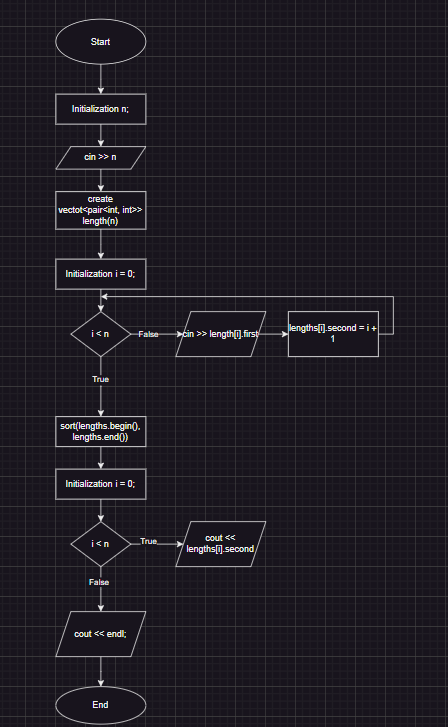 Start
Initialization n;
cin >> n
create
vectot<pair<int, int>>
length(n)
Initialization i = 0;
i < n
False
cin >> length[i].first
lengths[i].second = i +
1
True
sort(lengths.begin(),
lengths.end())
Initialization i = 0;
i < n
True
cout <<
lengths[i].second
False
cout << endl;
End